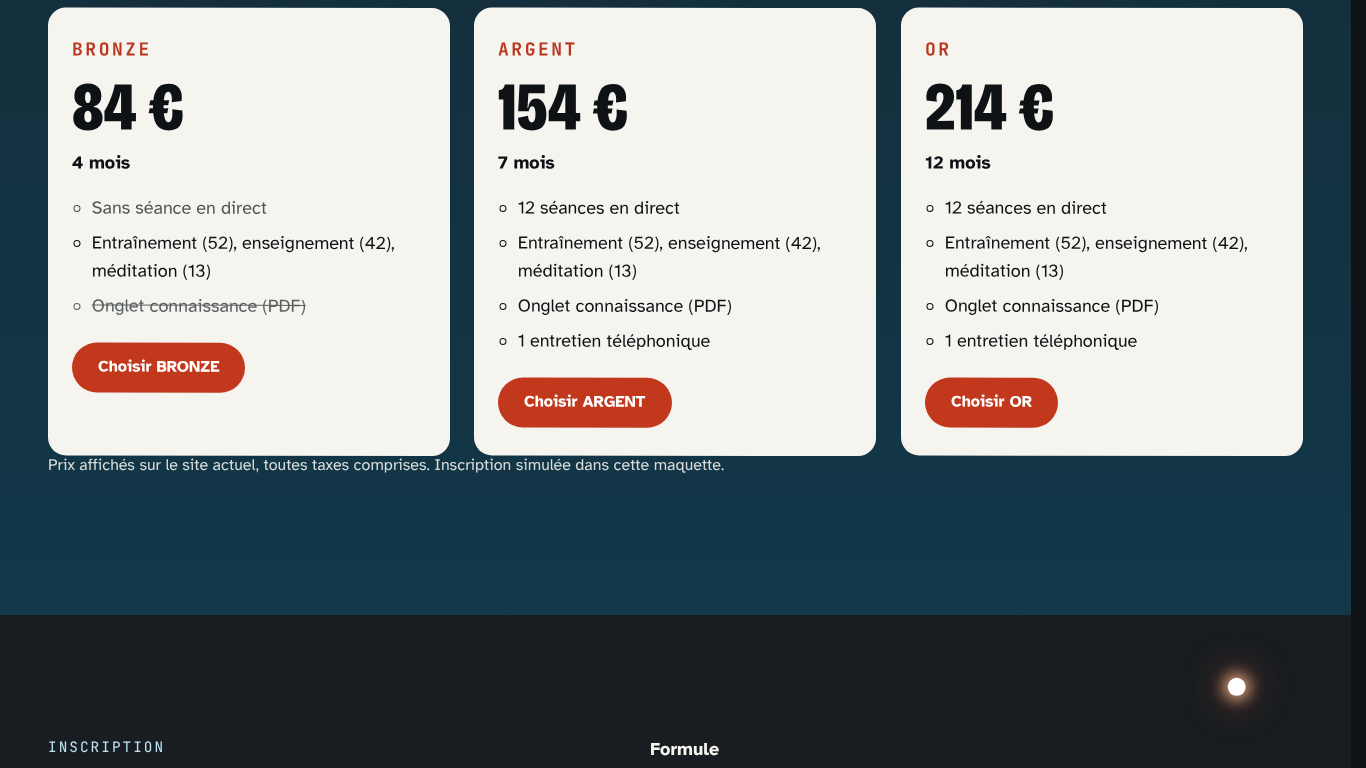 BRONZE
84 €
4 mois
Sans séance en direct
Entraînement (52), enseignement (42),
méditation (13)
Onglet connaissance (PDF)
Choisir BRONZE
ARGENT
154 €
7 mois
12 séances en direct
Entraînement (52), enseignement (42),
méditation (13)
Onglet connaissance (PDF)
1 entretien téléphonique
Choisir ARGENT
OR
214 €
12 mois
12 séances en direct
Entraînement (52), enseignement (42),
méditation (13)
Onglet connaissance (PDF)
1 entretien téléphonique
Choisir OR
Prix affichés sur le site actuel, toutes taxes comprises. Inscription simulée dans cette maquette.
INSCRIPTION
Formule